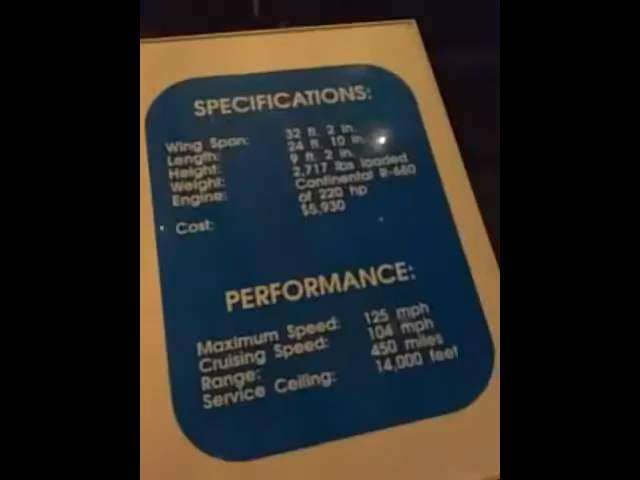 SPECIFICATIONS:
Wing Span: 32 ft. 2 in.
Length: 24 ft. 10 in.
Height: 9 ft. 2 in.
Weight: 2,717 lbs loaded
Engine: Continental R-680
of 220 hp
Cost: $5,930
PERFORMANCE:
Maximum Speed: 125 mph
Cruising Speed: 104 mph
Range: 450 miles
Service Ceiling: 14,000 feet